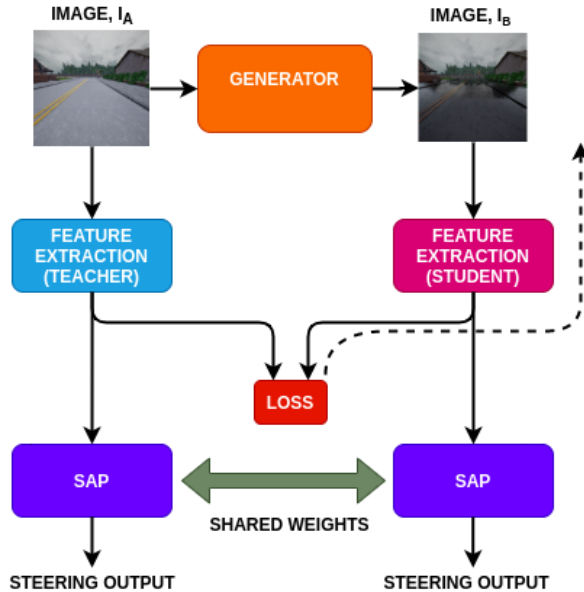 IMAGE, IA
IMAGE, IB
GENERATOR
FEATURE
EXTRACTION
(TEACHER)
FEATURE
EXTRACTION
(STUDENT)
LOSS
SAP
SAP
SHARED WEIGHTS
STEERING OUTPUT
STEERING OUTPUT